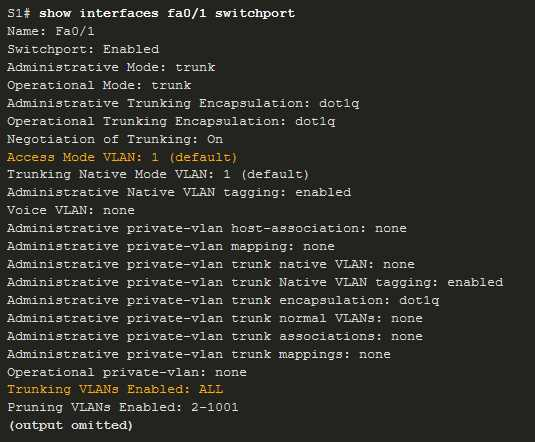 S1# show interfaces fa0/1 switchport
Name: Fa0/1
Switchport: Enabled
Administrative Mode: trunk
Operational Mode: trunk
Administrative Trunking Encapsulation: dot1q
Operational Trunking Encapsulation: dot1q
Negotiation of Trunking: On
Access Mode VLAN: 1 (default)
Trunking Native Mode VLAN: 1 (default)
Administrative Native VLAN tagging: enabled
Voice VLAN: none
Administrative private-vlan host-association: none
Administrative private-vlan mapping: none
Administrative private-vlan trunk native VLAN: none
Administrative private-vlan trunk Native VLAN tagging: enabled
Administrative private-vlan trunk encapsulation: dot1q
Administrative private-vlan trunk normal VLANs: none
Administrative private-vlan trunk associations: none
Administrative private-vlan trunk mappings: none
Operational private-vlan: none
Trunking VLANs Enabled: ALL
Pruning VLANs Enabled: 2-1001
(output omitted)